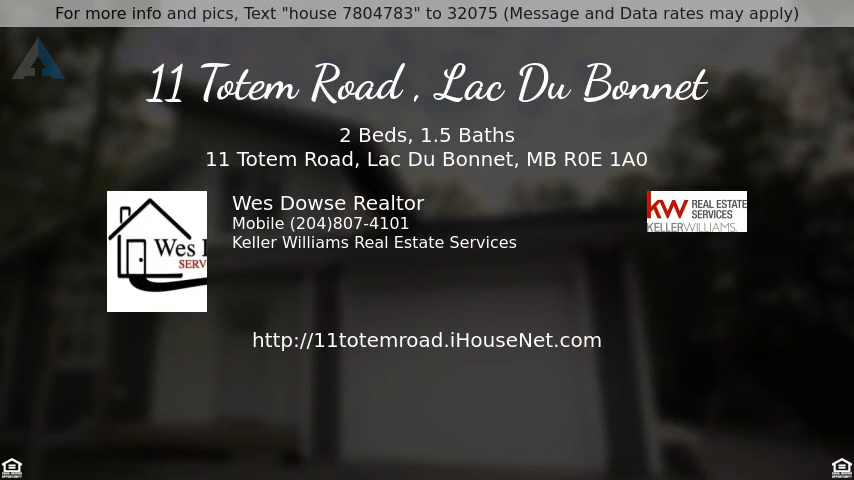 For more info and pics, Text "house 7804783" to 32075 (Message and Data rates may apply)
11 Totem Road , Lac Du Bonnet
2 Beds, 1.5 Baths
11 Totem Road, Lac Du Bonnet, MB R0E 1A0
Wes Dowse Realtor
Mobile (204)807-4101
Keller Williams Real Estate Services
Wes
SERV
kw REAL ESTATE
SERVICES
KELLERWILLIAMS.
http://11totemroad.iHouseNet.com